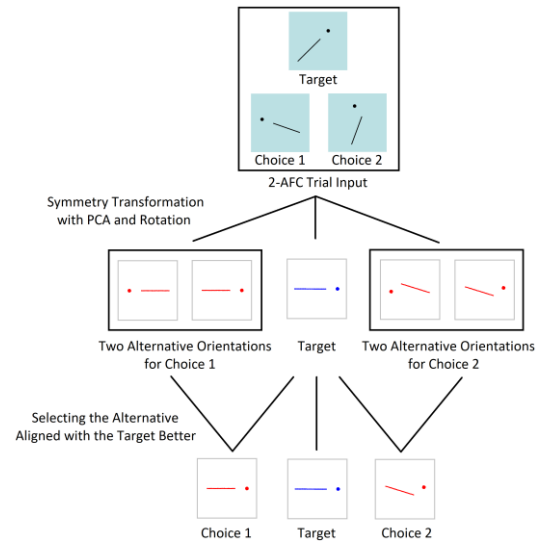 Target
Choice 1
Choice 2
2-AFC Trial Input
Symmetry Transformation
with PCA and Rotation
Two Alternative Orientations
for Choice 1
Target
Two Alternative Orientations
for Choice 2
Selecting the Alternative
Aligned with the Target Better
Choice 1
Target
Choice 2